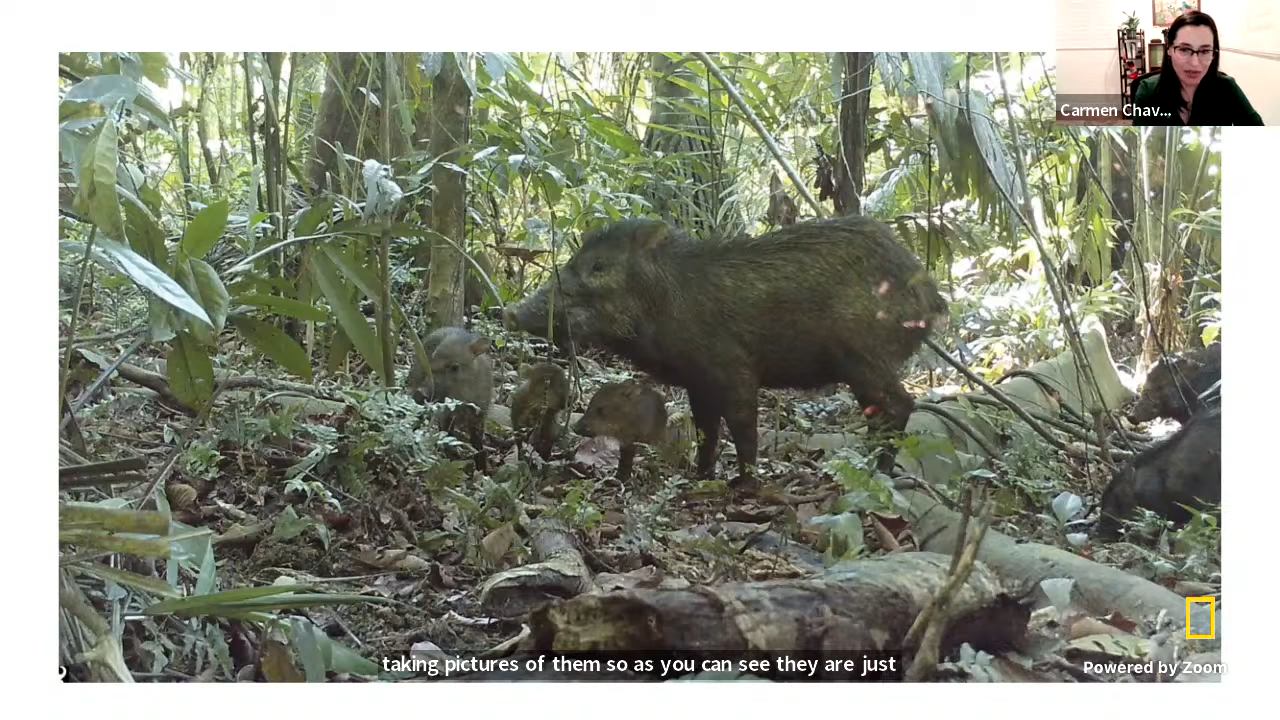 Carmen Chav...
taking pictures of them so as you can see they are just
Powered by Zoom